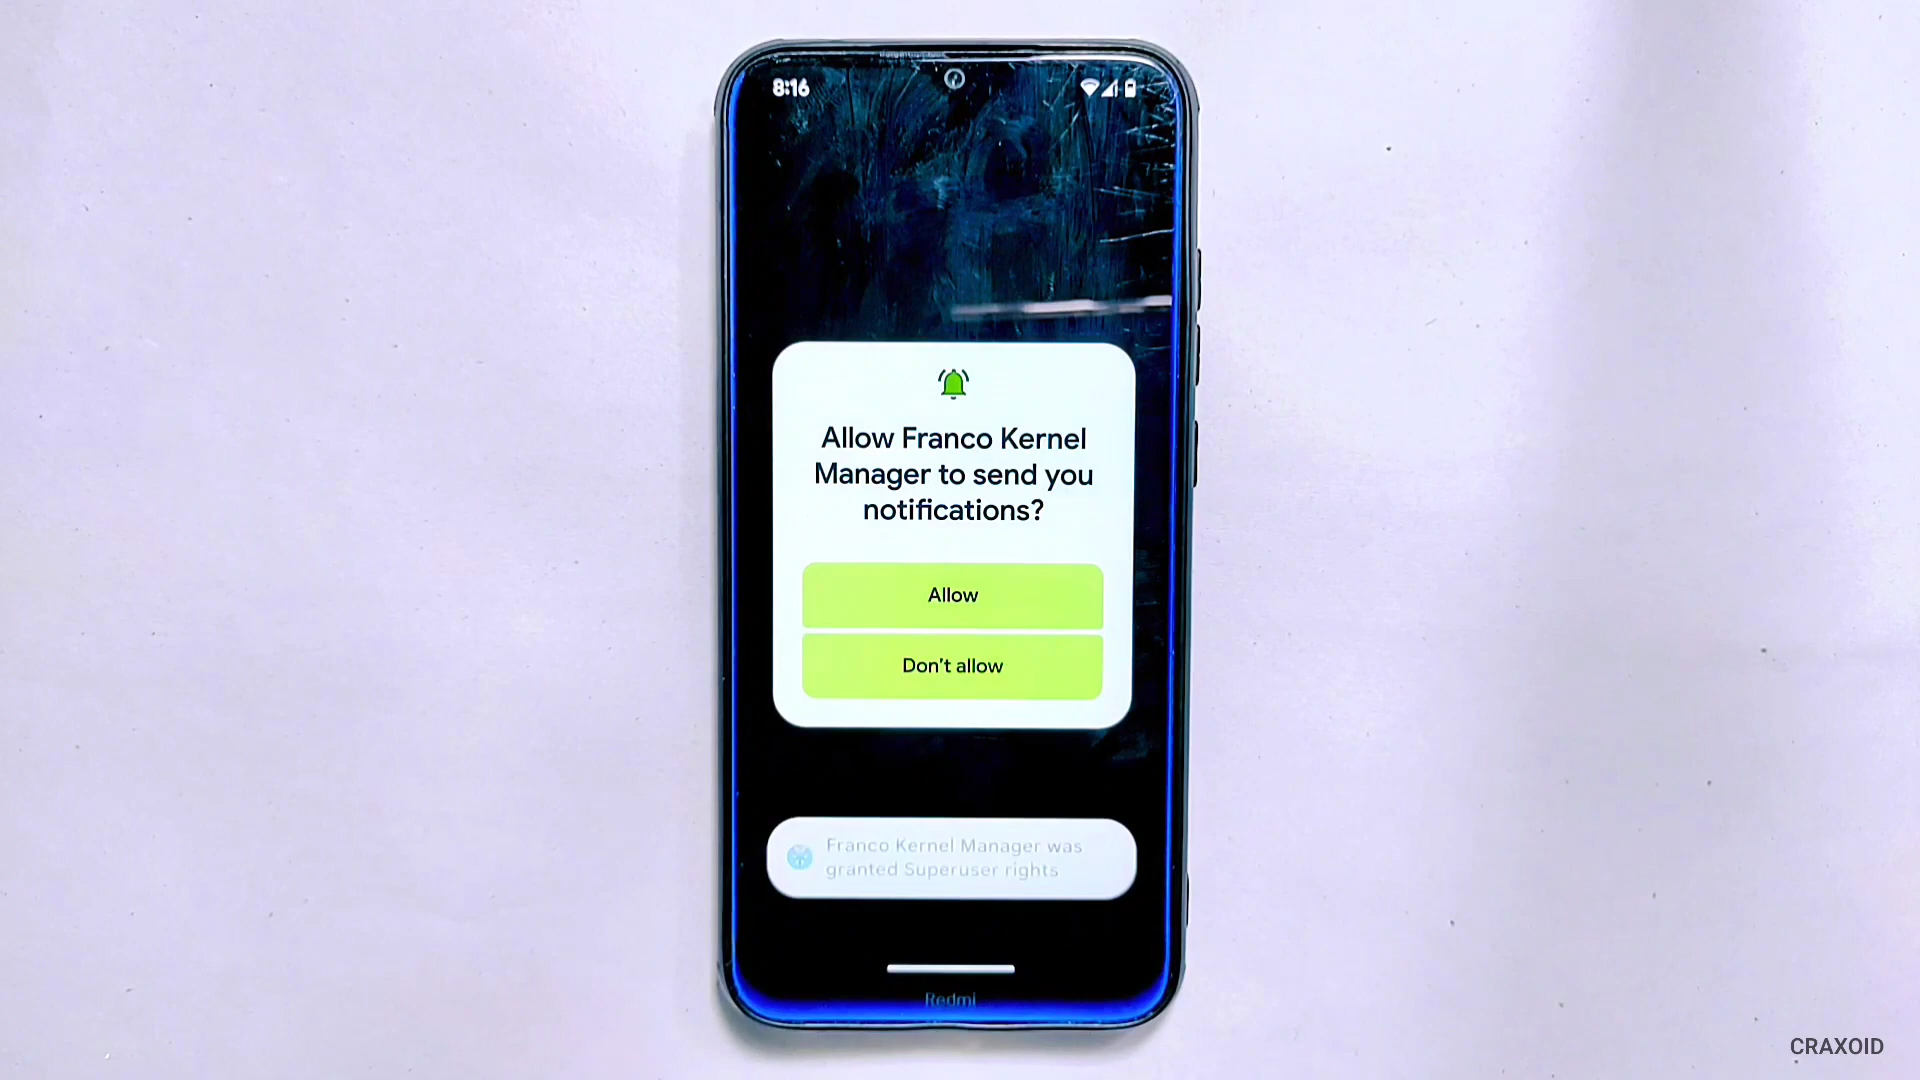 8:16
Allow Franco Kernel
Manager to send you
notifications?
Allow
Don't allow
Franco Kernel Manager was
granted Superuser rights
Redmi
CRAXOID